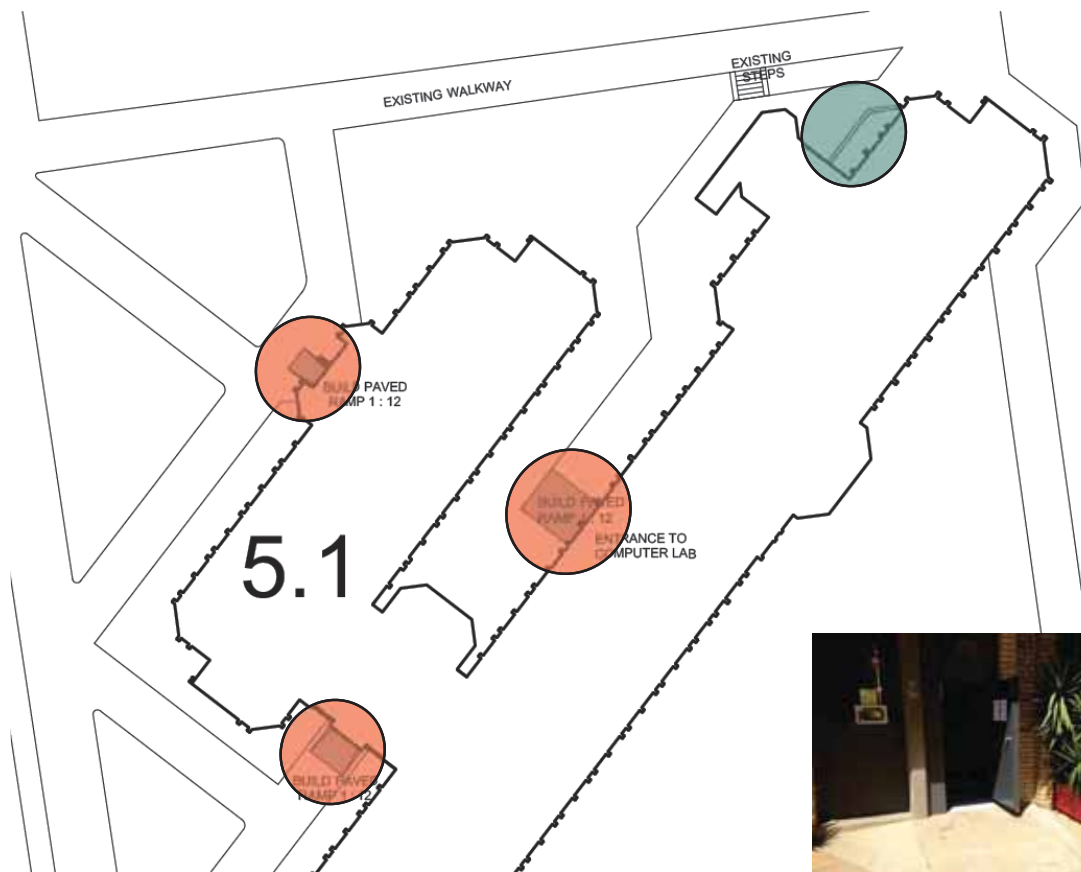 EXISTING
STEPS
EXISTING WALKWAY
BUILD PAVED
RAMP 1 : 12
BUILD PAVED
RAMP 1 : 12
ENTRANCE TO
COMPUTER LAB
5.1
BUILD PAVED
RAMP 1 : 12